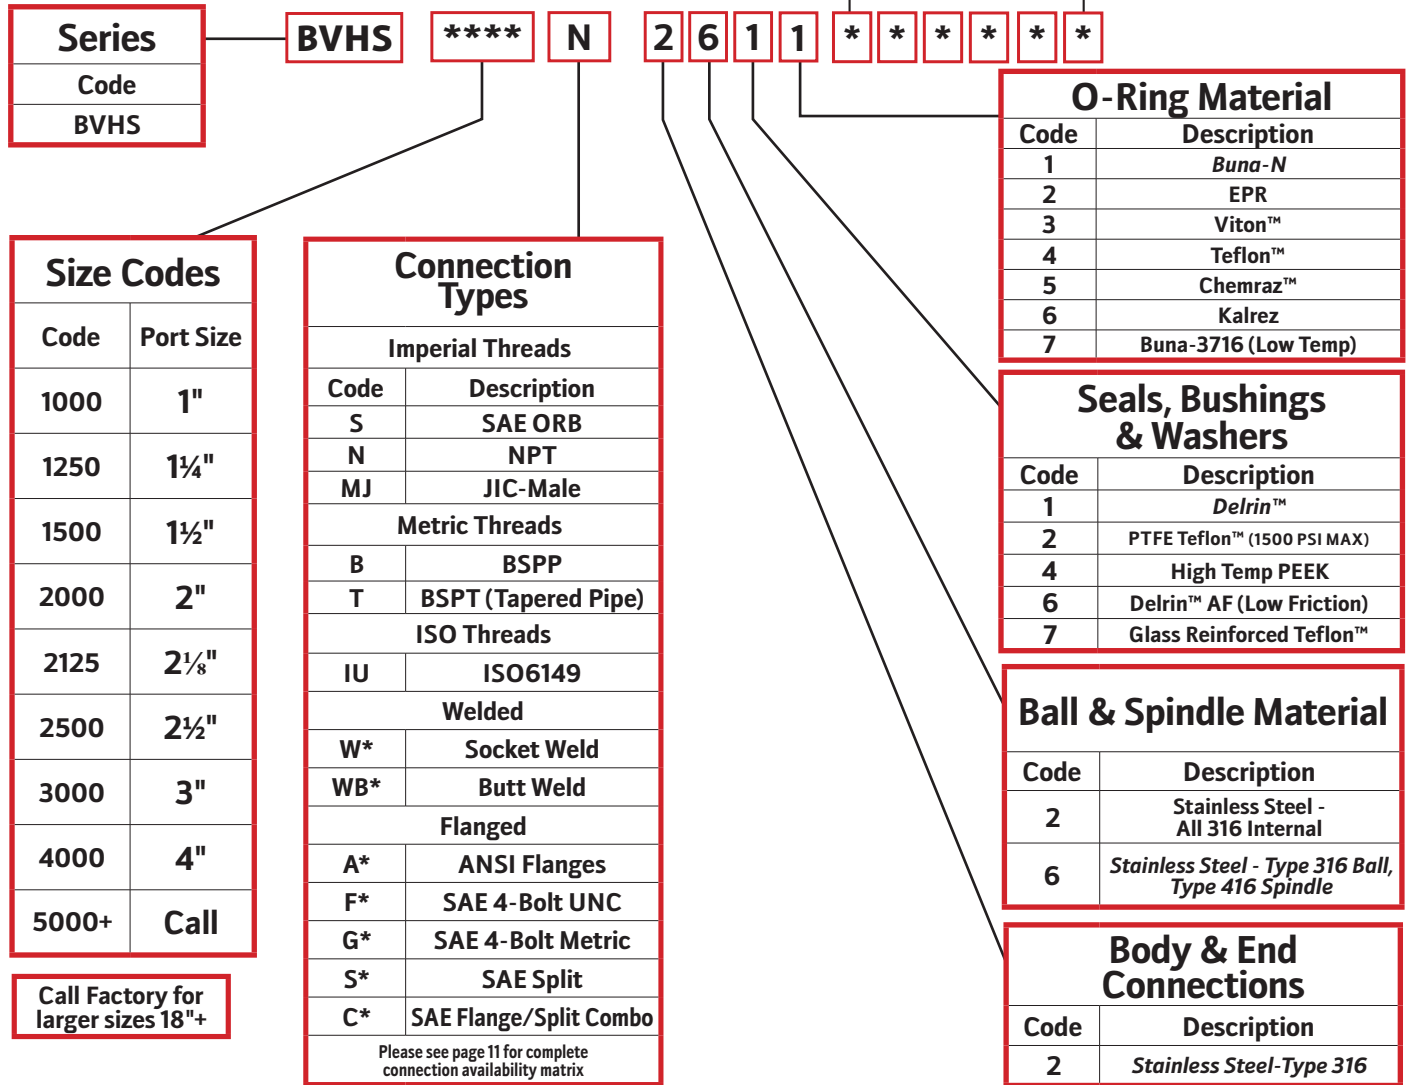 Series
Code
BVHS
BVHS **** N 2 6 1 1 * * * * * *
Size Codes
Code Port Size
1000 1"
1250 1¼"
1500 1½"
2000 2"
2125 2⅛"
2500 2½"
3000 3"
4000 4"
5000+ Call
Call Factory for
larger sizes 18"+
Connection
Types
Imperial Threads
Code Description
S SAE ORB
N NPT
MJ JIC-Male
Metric Threads
B BSPP
T BSPT (Tapered Pipe)
ISO Threads
IU ISO6149
Welded
W* Socket Weld
WB* Butt Weld
Flanged
A* ANSI Flanges
F* SAE 4-Bolt UNC
G* SAE 4-Bolt Metric
S* SAE Split
C* SAE Flange/Split Combo
Please see page 11 for complete
connection availability matrix
O-Ring Material
Code Description
1 Buna-N
2 EPR
3 Viton™
4 Teflon™
5 Chemraz™
6 Kalrez
7 Buna-3716 (Low Temp)
Seals, Bushings
& Washers
Code Description
1 Delrin™
2 PTFE Teflon™ (1500 PSI MAX)
4 High Temp PEEK
6 Delrin™ AF (Low Friction)
7 Glass Reinforced Teflon™
Ball & Spindle Material
Code Description
2 Stainless Steel -
All 316 Internal
6 Stainless Steel - Type 316 Ball,
Type 416 Spindle
Body & End
Connections
Code Description
2 Stainless Steel-Type 316